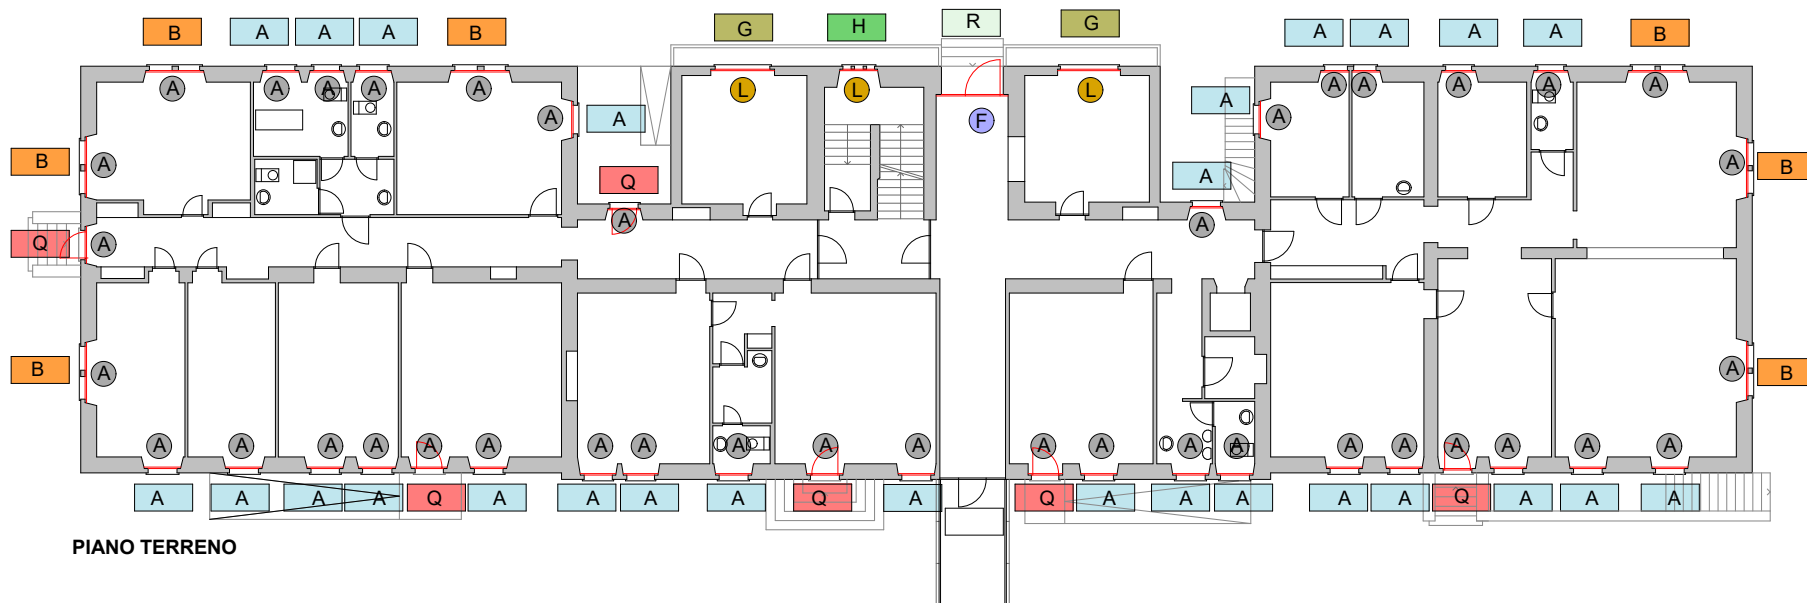 B A A A B G H R G A A A A B
A A A A A L L L A A A A A
A A F A A
B A A B
Q A
Q A A A
B A A B
A A A A A A A A A A A A A A A A A A A A A
A A A A Q A A A A Q A Q A A A A A Q A A A
PIANO TERRENO